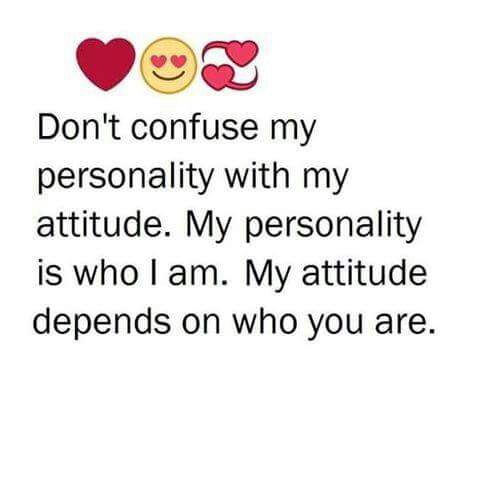 Don't confuse my
personality with my
attitude. My personality
is who I am. My attitude
depends on who you are.